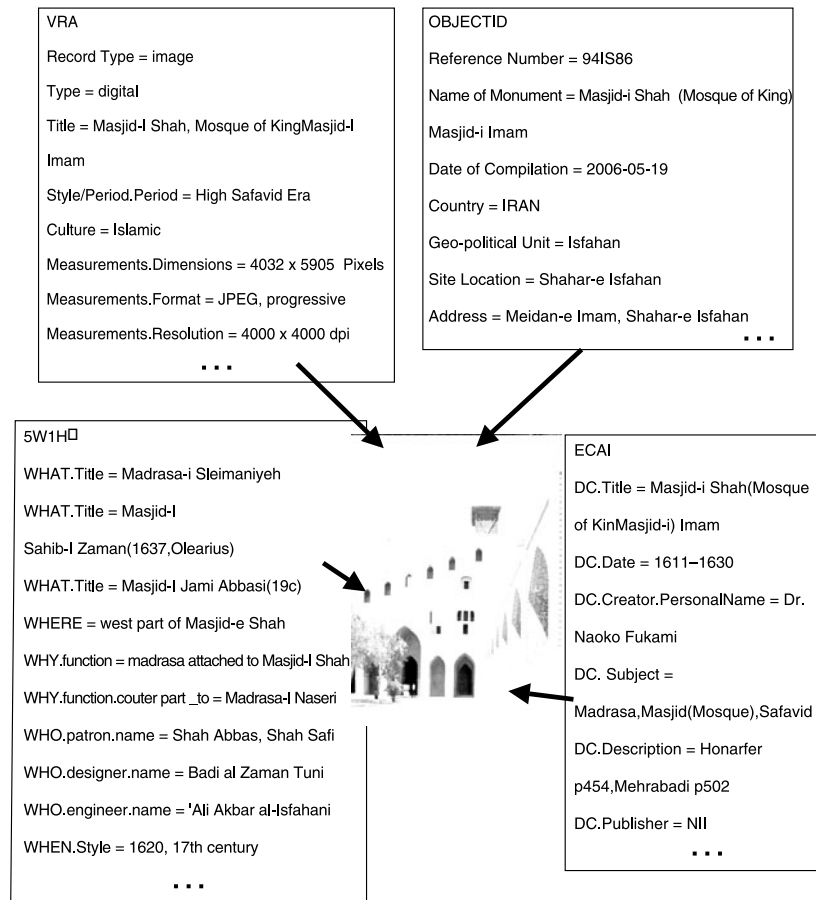 VRA
Record Type = image
Type = digital
Title = Masjid-I Shah, Mosque of KingMasjid-I
Imam
Style/Period.Period = High Safavid Era
Culture = Islamic
Measurements.Dimensions = 4032 x 5905 Pixels
Measurements.Format = JPEG, progressive
Measurements.Resolution = 4000 x 4000 dpi
...
OBJECTID
Reference Number = 94IS86
Name of Monument = Masjid-i Shah (Mosque of King)
Masjid-i Imam
Date of Compilation = 2006-05-19
Country = IRAN
Geo-political Unit = Isfahan
Site Location = Shahar-e Isfahan
Address = Meidan-e Imam, Shahar-e Isfahan
...
5W1H□
WHAT.Title = Madrasa-i Sleimaniyeh
WHAT.Title = Masjid-I
Sahib-I Zaman(1637,Olearius)
WHAT.Title = Masjid-I Jami Abbasi(19c)
WHERE = west part of Masjid-e Shah
WHY.function = madrasa attached to Masjid-I Shah
WHY.function.couter part _to = Madrasa-I Naseri
WHO.patron.name = Shah Abbas, Shah Safi
WHO.designer.name = Badi al Zaman Tuni
WHO.engineer.name = 'Ali Akbar al-Isfahani
WHEN.Style = 1620, 17th century
...
ECAI
DC.Title = Masjid-i Shah(Mosque
of KinMasjid-i) Imam
DC.Date = 1611–1630
DC.Creator.PersonalName = Dr.
Naoko Fukami
DC. Subject =
Madrasa,Masjid(Mosque),Safavid
DC.Description = Honarfer
p454,Mehrabadi p502
DC.Publisher = NII
...